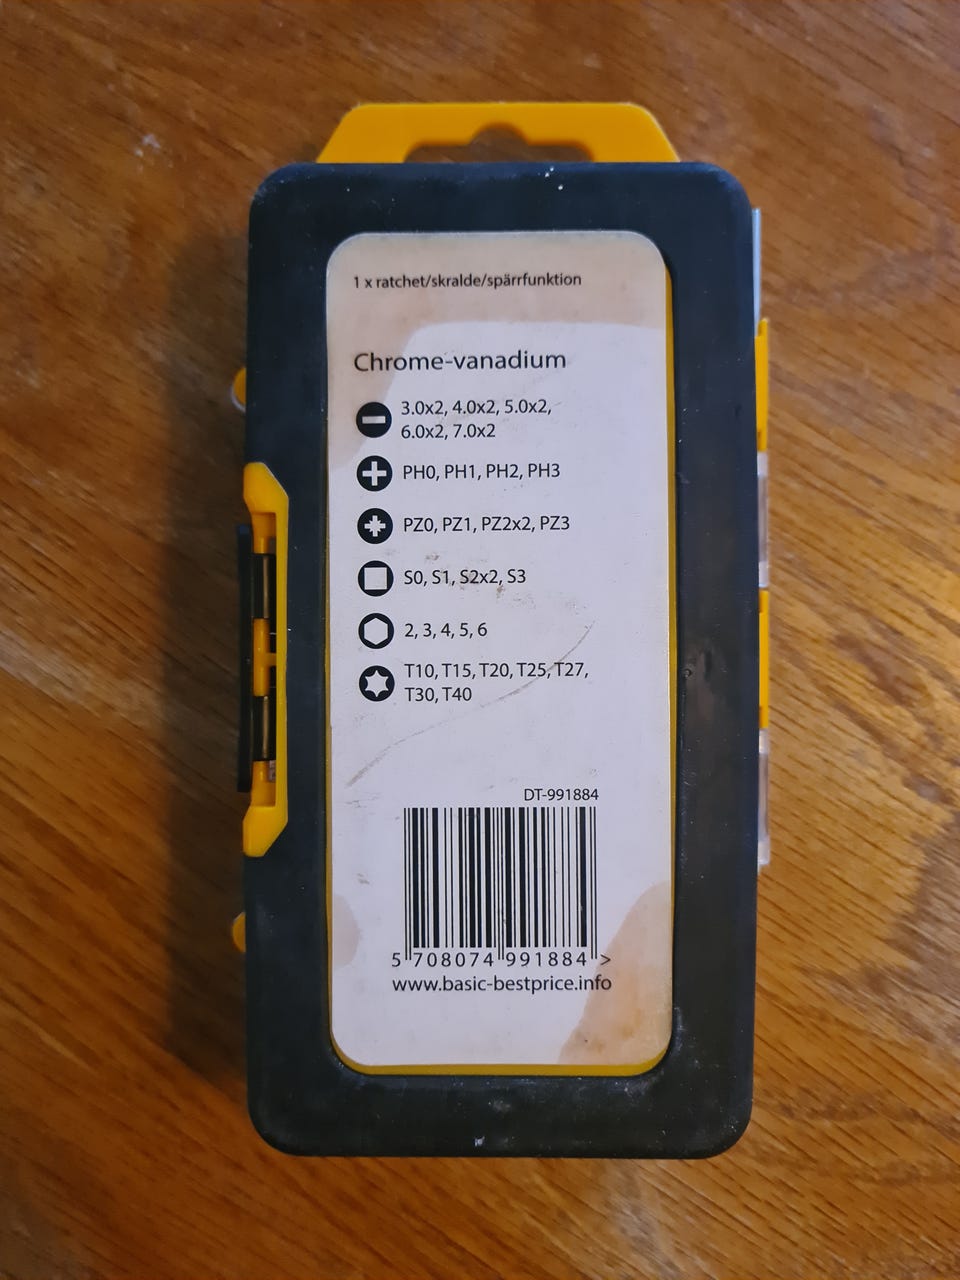 1 x ratchet/skralde/spärrfunktion
Chrome-vanadium
3.0x2, 4.0x2, 5.0x2,
6.0x2, 7.0x2
PH0, PH1, PH2, PH3
PZ0, PZ1, PZ2x2, PZ3
S0, S1, S2x2, S3
2, 3, 4, 5, 6
T10, T15, T20, T25, T27,
T30, T40
DT-991884
5 708074 991884 >
www.basic-bestprice.info